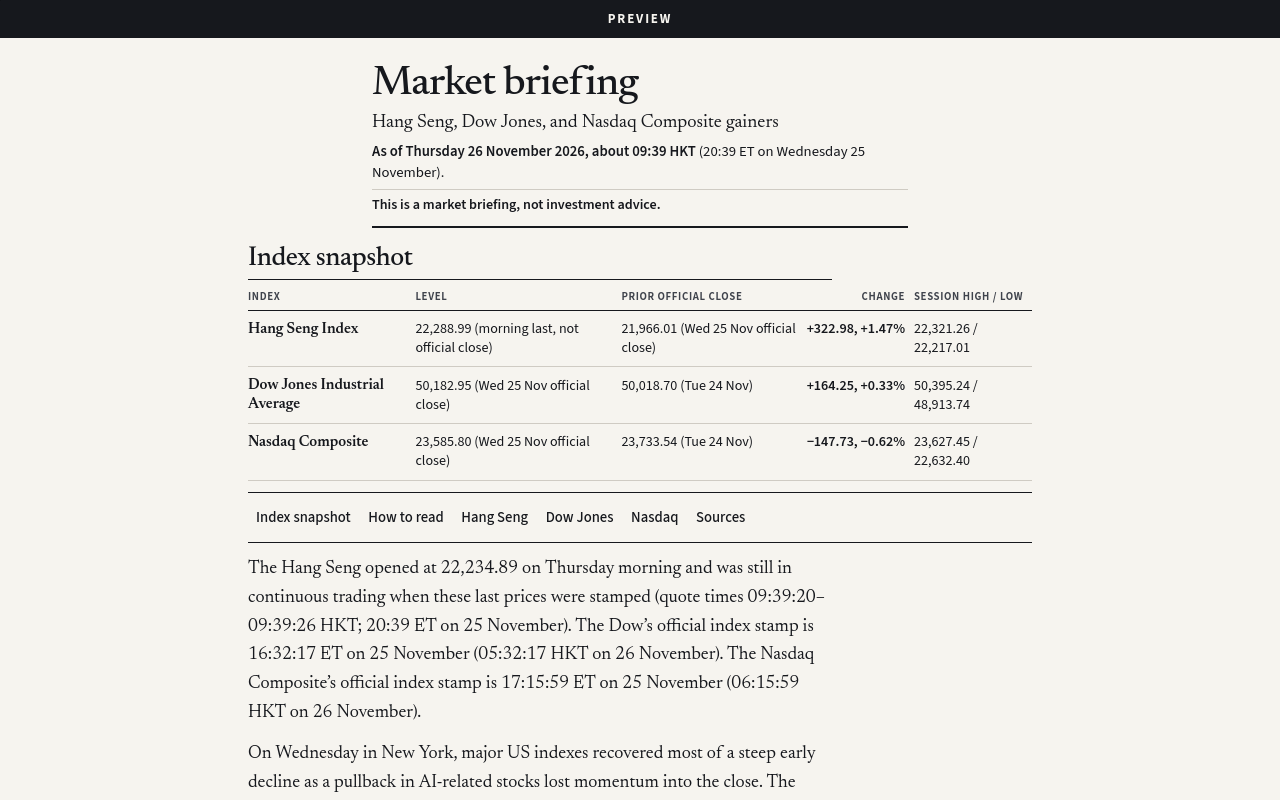 PREVIEW
Market briefing
Hang Seng, Dow Jones, and Nasdaq Composite gainers
As of Thursday 26 November 2026, about 09:39 HKT (20:39 ET on Wednesday 25
November).
This is a market briefing, not investment advice.
Index snapshot
INDEX LEVEL PRIOR OFFICIAL CLOSE CHANGE SESSION HIGH / LOW
Hang Seng Index 22,288.99 (morning last, not 21,966.01 (Wed 25 Nov official +322.98, +1.47% 22,321.26 /
official close) close) 22,217.01
Dow Jones Industrial 50,182.95 (Wed 25 Nov official 50,018.70 (Tue 24 Nov) +164.25, +0.33% 50,395.24 /
Average close) 48,913.74
Nasdaq Composite 23,585.80 (Wed 25 Nov official 23,733.54 (Tue 24 Nov) −147.73, −0.62% 23,627.45 /
close) 22,632.40
Index snapshot How to read Hang Seng Dow Jones Nasdaq Sources
The Hang Seng opened at 22,234.89 on Thursday morning and was still in
continuous trading when these last prices were stamped (quote times 09:39:20–
09:39:26 HKT; 20:39 ET on 25 November). The Dow’s official index stamp is
16:32:17 ET on 25 November (05:32:17 HKT on 26 November). The Nasdaq
Composite’s official index stamp is 17:15:59 ET on 25 November (06:15:59
HKT on 26 November).
On Wednesday in New York, major US indexes recovered most of a steep early
decline as a pullback in AI-related stocks lost momentum into the close. The